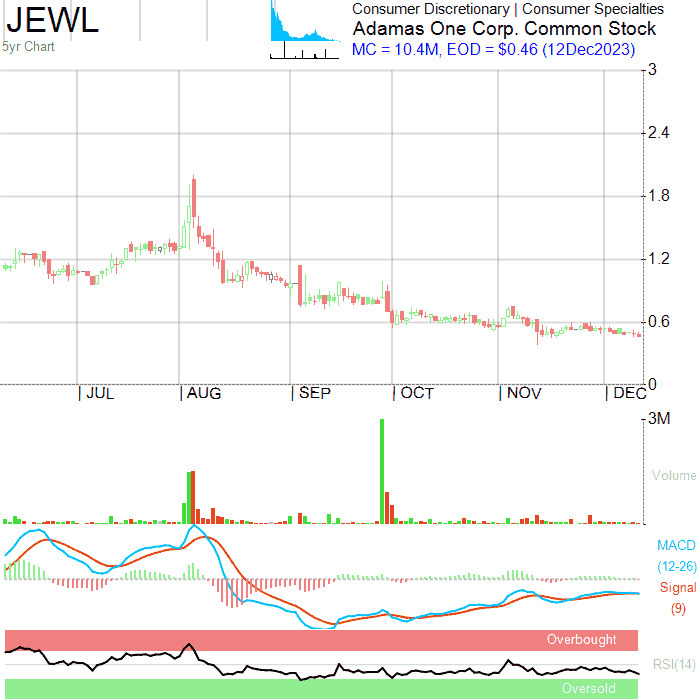 JEWL
5yr Chart
Consumer Discretionary | Consumer Specialties
Adamas One Corp. Common Stock
MC = 10.4M, EOD = $0.46 (12Dec2023)
3
2.4
1.8
1.2
0.6
0
| JUL | AUG | SEP | OCT | NOV | DEC
3M
Volume
MACD
(12-26)
Signal
(9)
Overbought
RSI(14)
Oversold